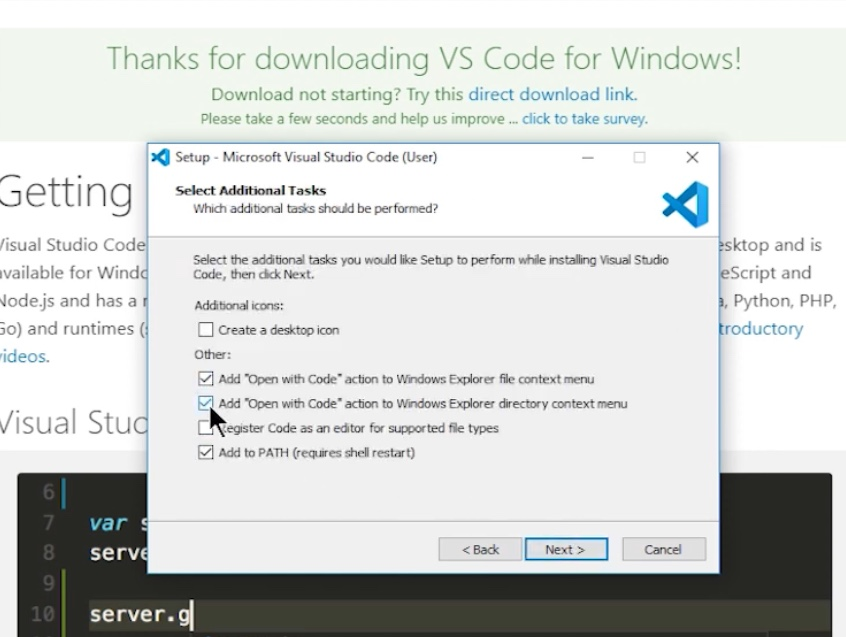 Thanks for downloading VS Code for Windows!
Download not starting? Try this direct download link.
Please take a few seconds and help us improve ... click to take survey.
Setup - Microsoft Visual Studio Code (User)
Select Additional Tasks
Which additional tasks should be performed?
Getting
Visual Studio Code
esktop and is
available for Windo
eScript and
Node.js and has a r
a, Python, PHP,
Go) and runtimes (s
troductory
videos.
Select the additional tasks you would like Setup to perform while installing Visual Studio
Code, then click Next.
Additional icons:
Create a desktop icon
Other:
Add "Open with Code" action to Windows Explorer file context menu
Add "Open with Code" action to Windows Explorer directory context menu
Register Code as an editor for supported file types
Add to PATH (requires shell restart)
< Back
Next >
Cancel
Visual Stud
6
7 var s
8 serve
9
10 server.g